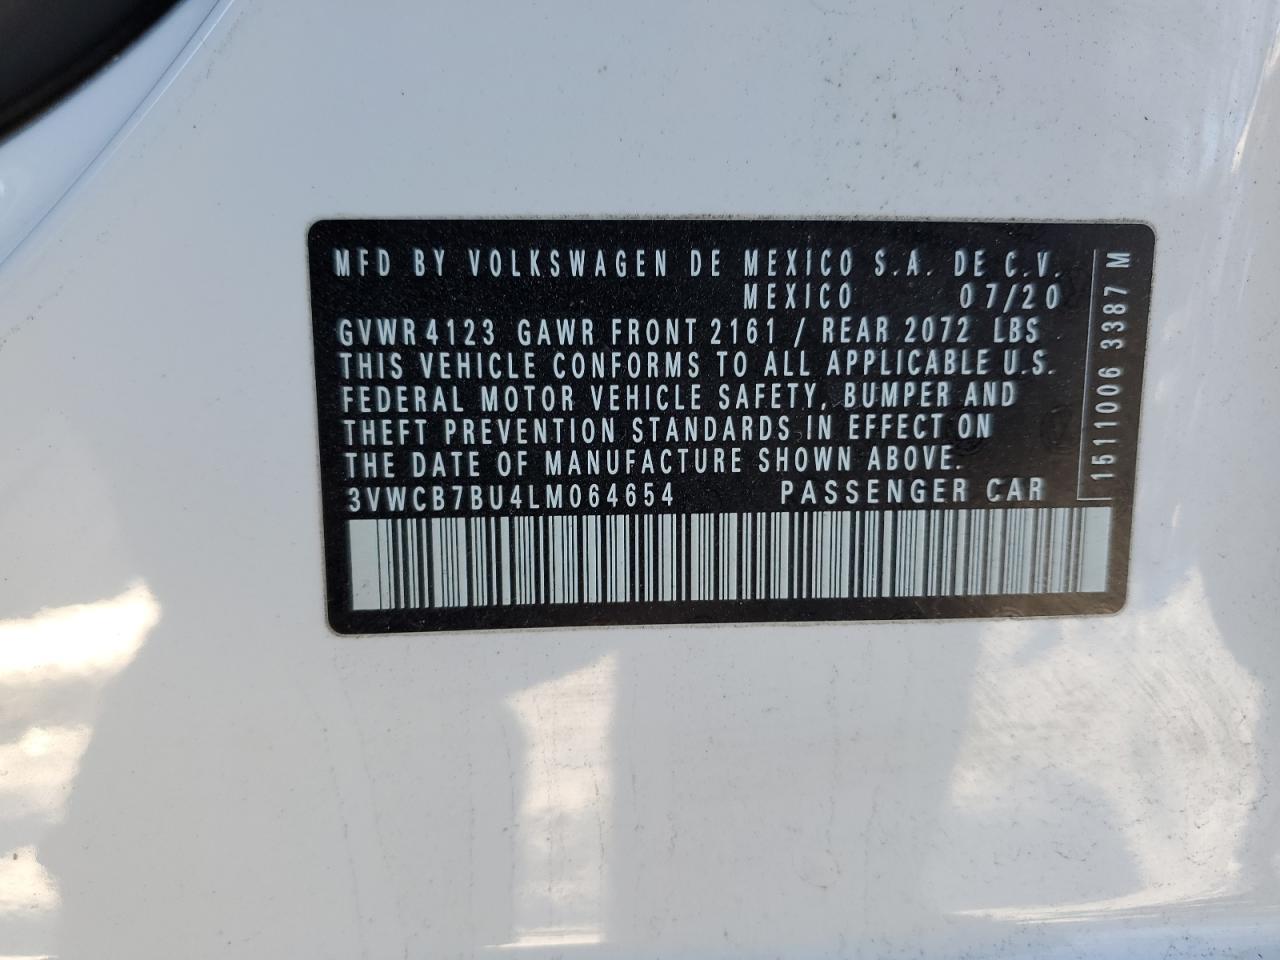 MFD BY VOLKSWAGEN DE MEXICO S.A. DE C.V.
MEXICO 07/20
GVWR 4123 GAWR FRONT 2161 / REAR 2072 LBS
THIS VEHICLE CONFORMS TO ALL APPLICABLE U.S.
FEDERAL MOTOR VEHICLE SAFETY, BUMPER AND
THEFT PREVENTION STANDARDS IN EFFECT ON
THE DATE OF MANUFACTURE SHOWN ABOVE.
3VWCB7BU4LM064654 PASSENGER CAR
1511006 3387 M